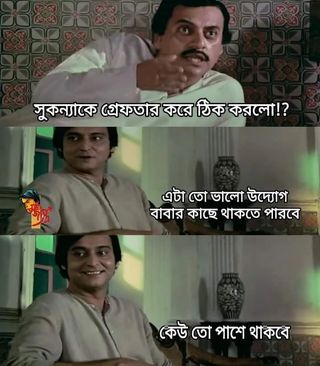 সুকন্যাকে গ্রেফতার করে ঠিক করলো!?
এটা তো ভালো উদ্যোগ
বাবার কাছে থাকতে পারবে
কেউ তো পাশে থাকবে